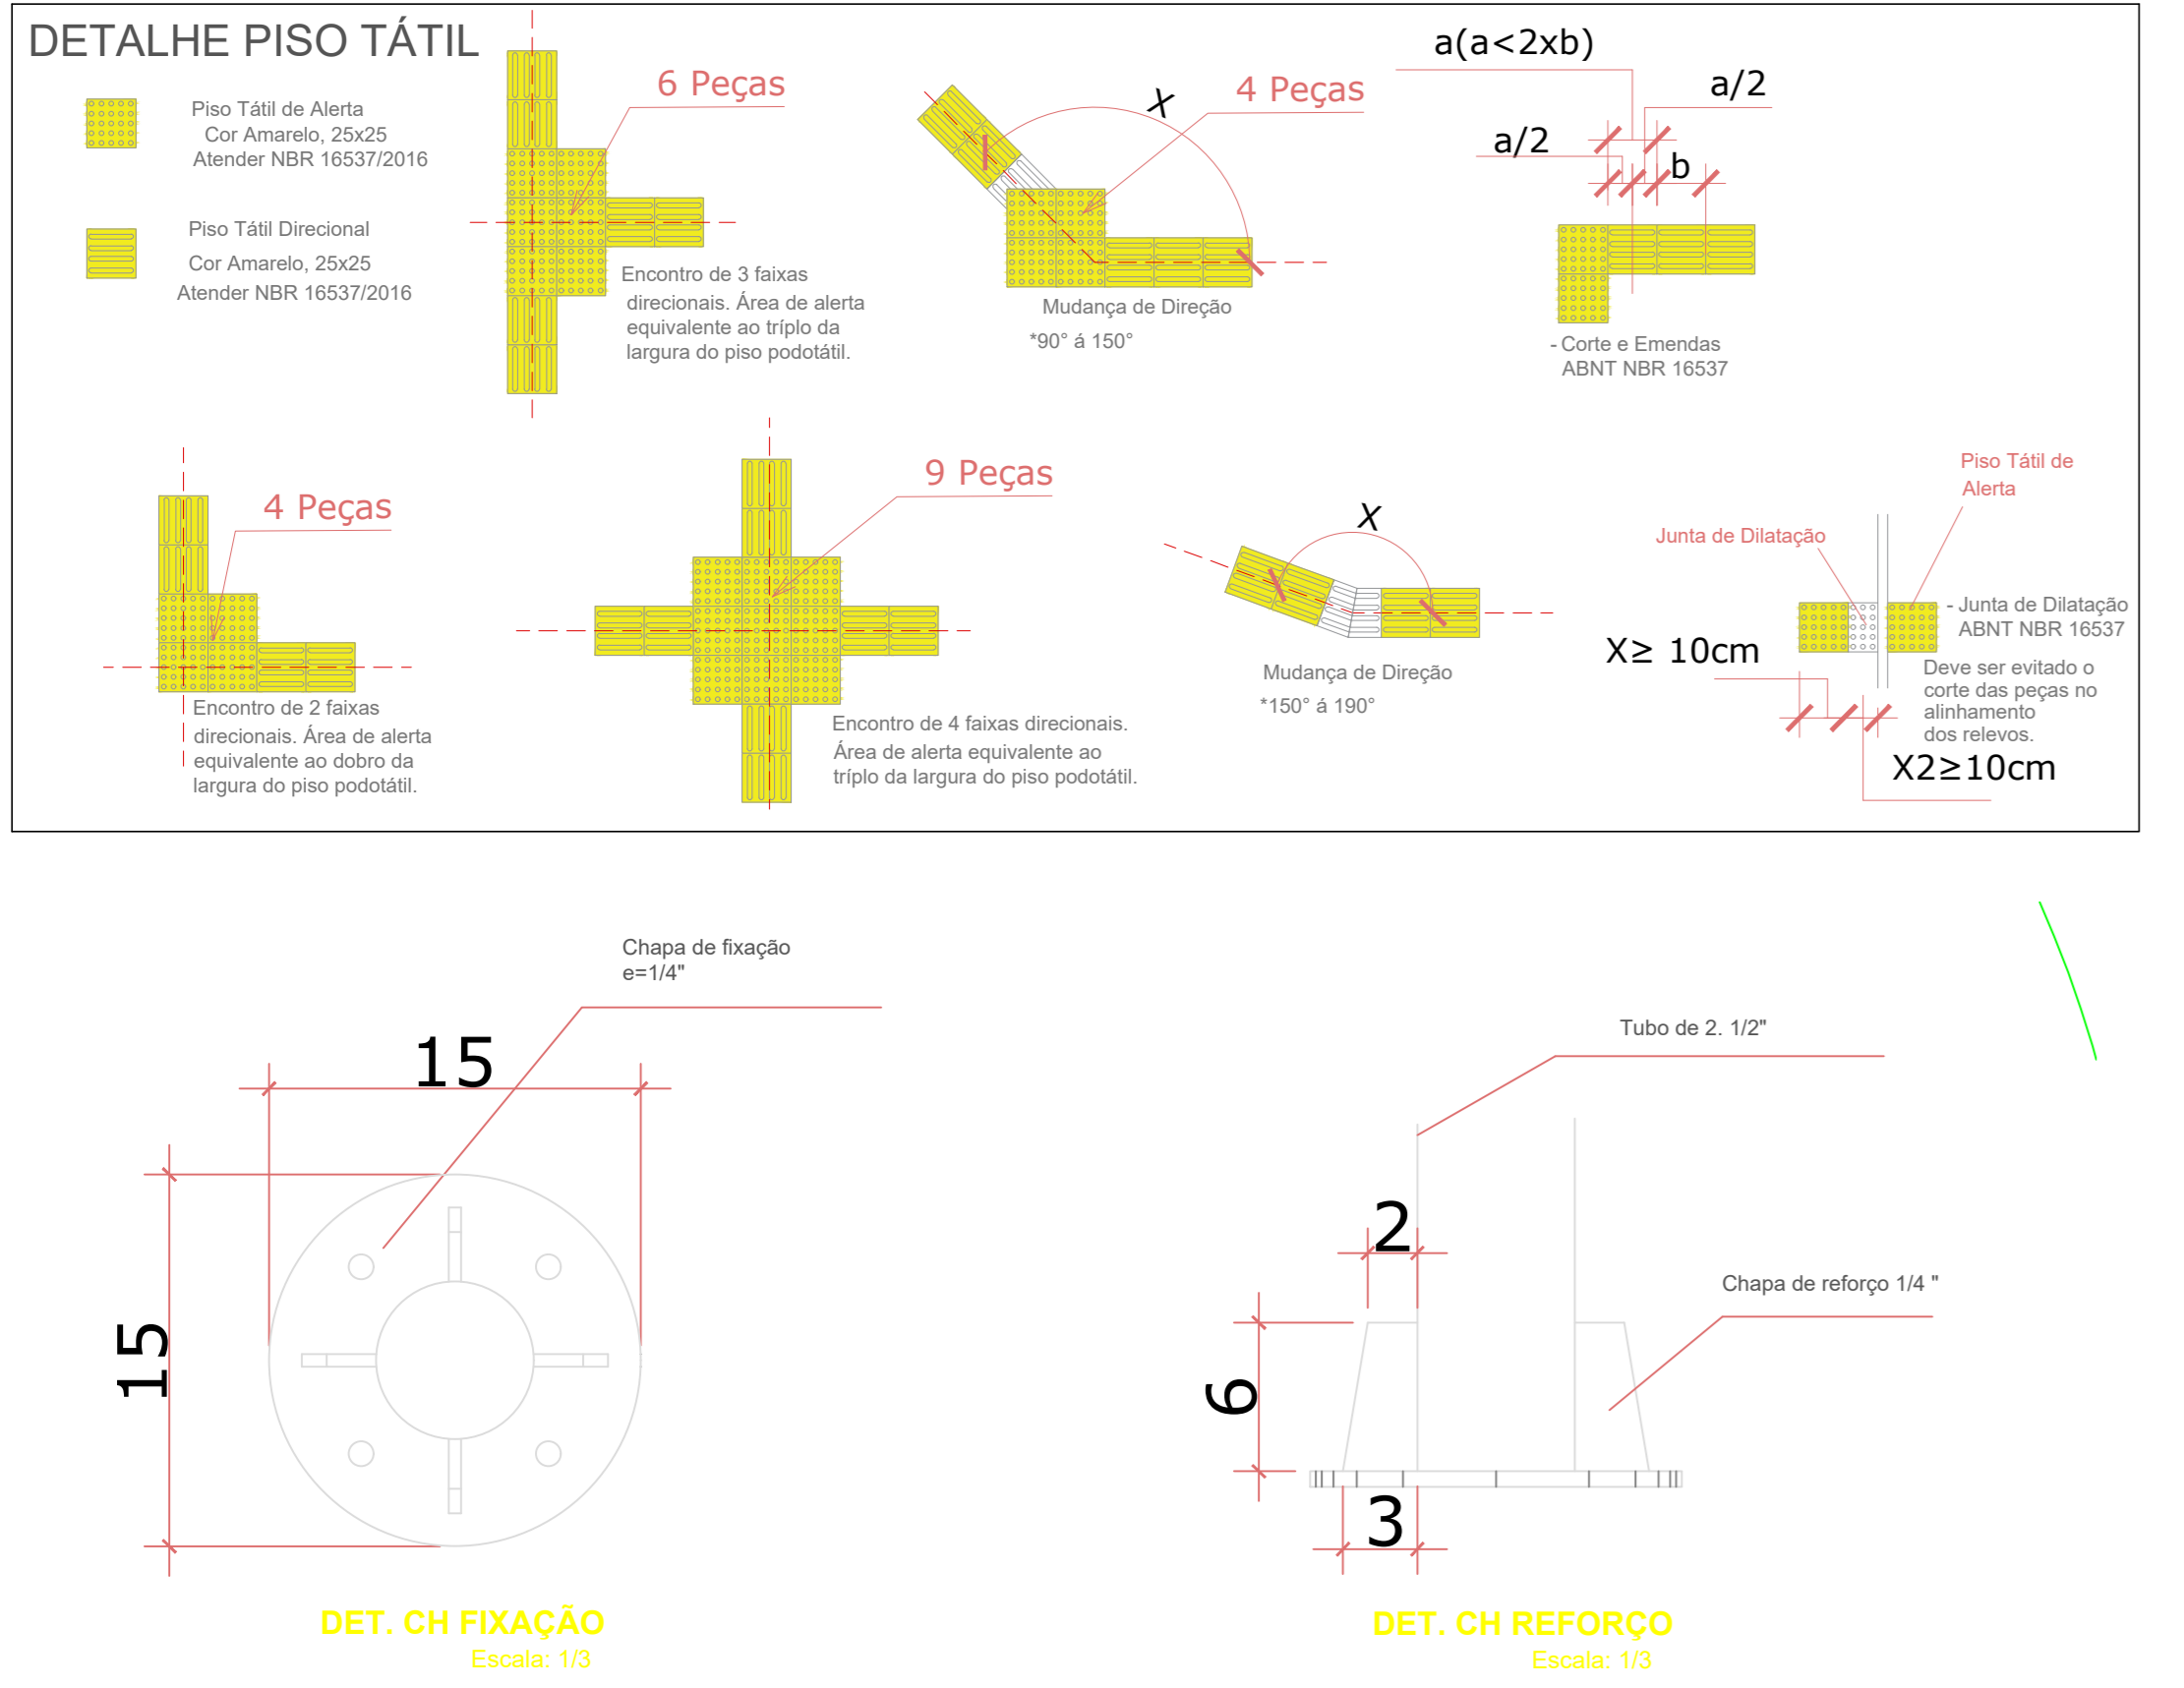 DETALHE PISO TÁTIL
Piso Tátil de Alerta
Cor Amarelo, 25x25
Atender NBR 16537/2016
Piso Tátil Direcional
Cor Amarelo, 25x25
Atender NBR 16537/2016
6 Peças
Encontro de 3 faixas
direcionais. Área de alerta
equivalente ao tríplo da
largura do piso podotátil.
X
4 Peças
Mudança de Direção
*90° á 150°
a(a<2xb)
a/2
a/2
b
- Corte e Emendas
ABNT NBR 16537
4 Peças
Encontro de 2 faixas
direcionais. Área de alerta
equivalente ao dobro da
largura do piso podotátil.
9 Peças
Encontro de 4 faixas direcionais.
Área de alerta equivalente ao
tríplo da largura do piso podotátil.
X
Mudança de Direção
*150° á 190°
Piso Tátil de
Alerta
Junta de Dilatação
- Junta de Dilatação
ABNT NBR 16537
X≥ 10cm
Deve ser evitado o
corte das peças no
alinhamento
dos relevos.
X2≥10cm
Chapa de fixação
e=1/4"
15
15
DET. CH FIXAÇÃO
Escala: 1/3
Tubo de 2. 1/2"
2
Chapa de reforço 1/4 "
6
3
DET. CH REFORÇO
Escala: 1/3